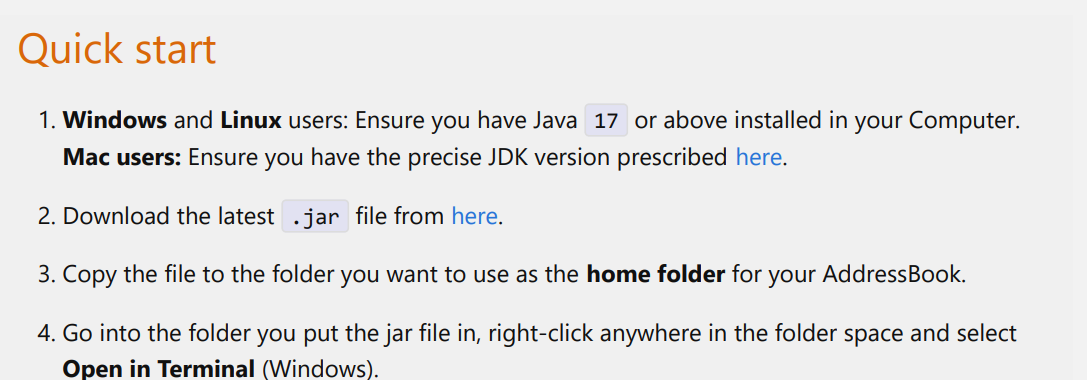 Quick start
1. Windows and Linux users: Ensure you have Java 17 or above installed in your Computer.
Mac users: Ensure you have the precise JDK version prescribed here.
2. Download the latest .jar file from here.
3. Copy the file to the folder you want to use as the home folder for your AddressBook.
4. Go into the folder you put the jar file in, right-click anywhere in the folder space and select
Open in Terminal (Windows).